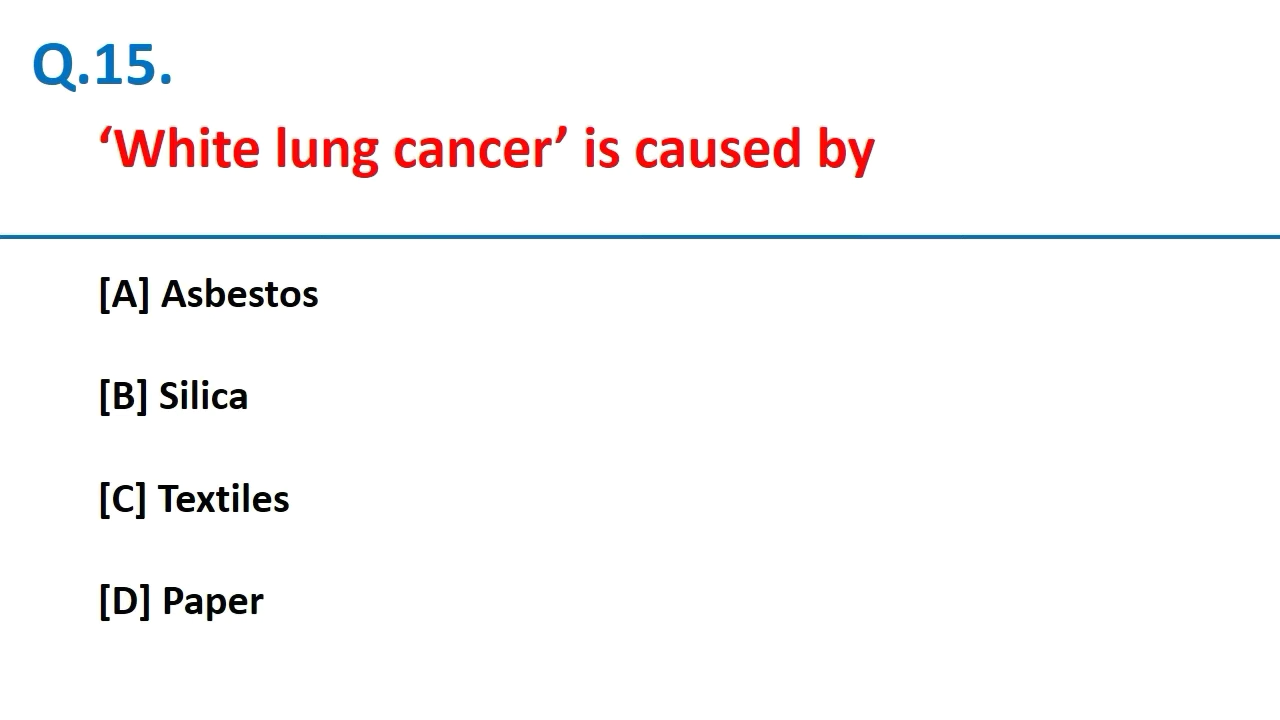 Q.15.
‘White lung cancer’ is caused by
[A] Asbestos
[B] Silica
[C] Textiles
[D] Paper